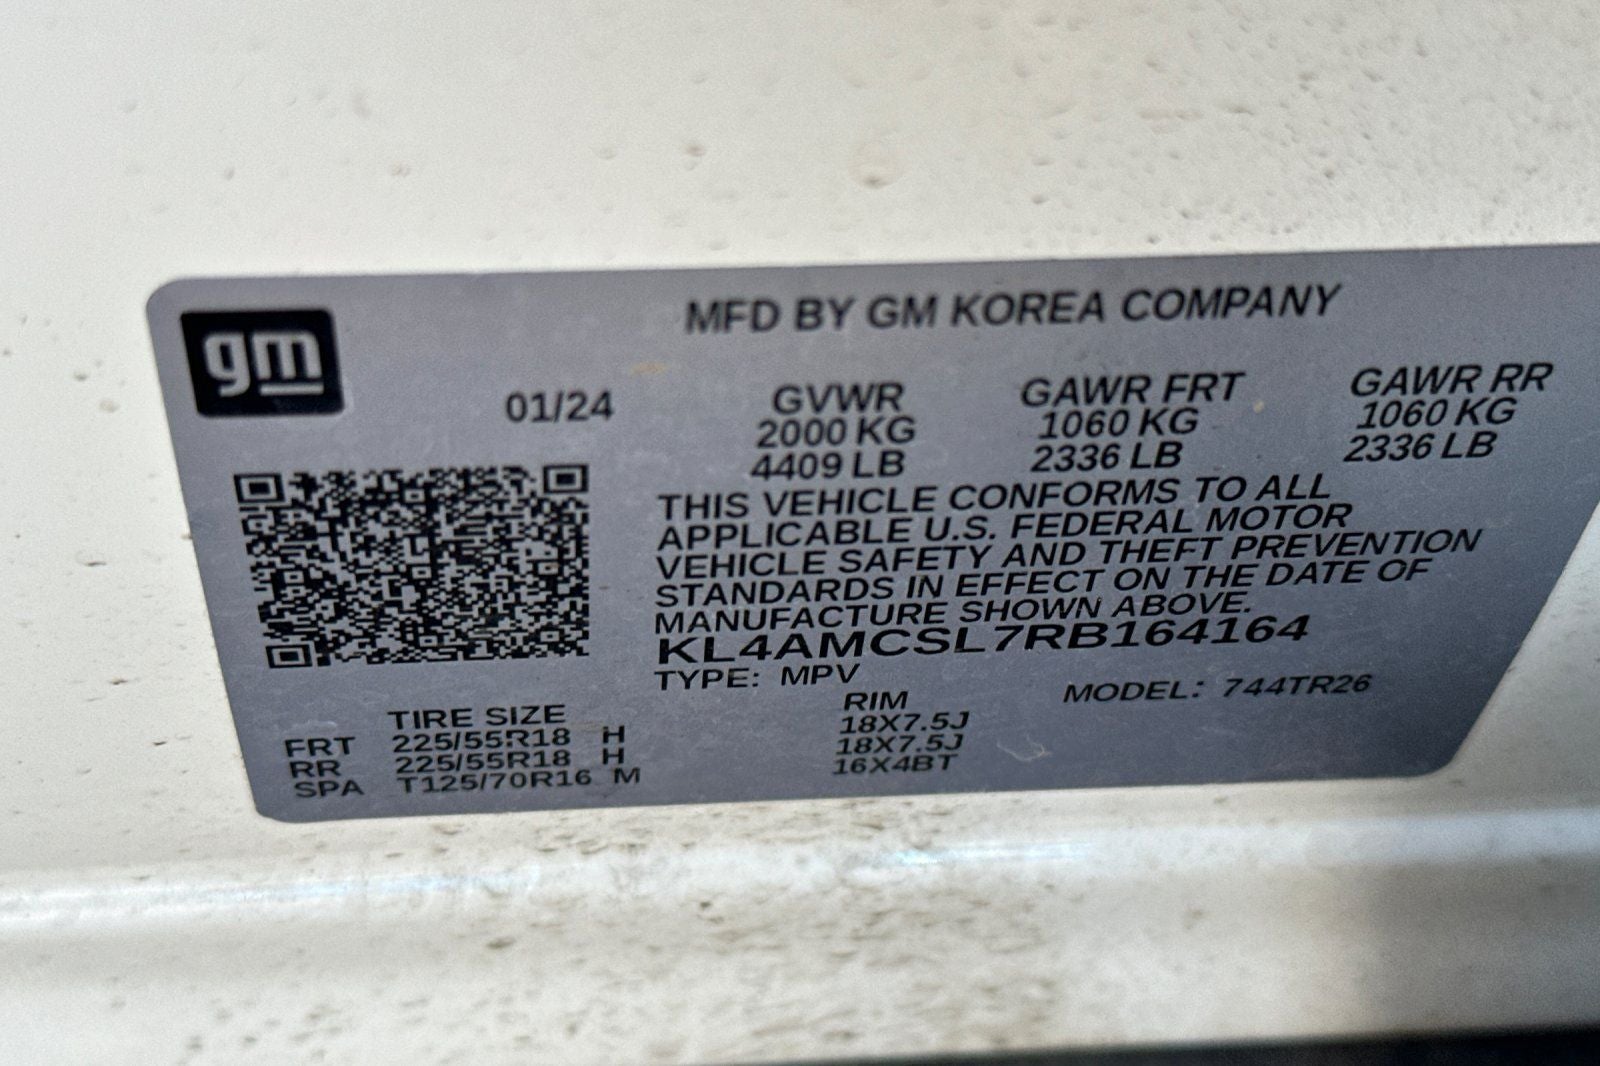 gm
MFD BY GM KOREA COMPANY
01/24 GVWR GAWR FRT GAWR RR
2000 KG 1060 KG 1060 KG
4409 LB 2336 LB 2336 LB
THIS VEHICLE CONFORMS TO ALL
APPLICABLE U.S. FEDERAL MOTOR
VEHICLE SAFETY AND THEFT PREVENTION
STANDARDS IN EFFECT ON THE DATE OF
MANUFACTURE SHOWN ABOVE.
KL4AMCSL7RB164164
TYPE: MPV MODEL: 744TR26
TIRE SIZE RIM
FRT 225/55R18 H 18X7.5J
RR 225/55R18 H 18X7.5J
SPA T125/70R16 M 16X4BT